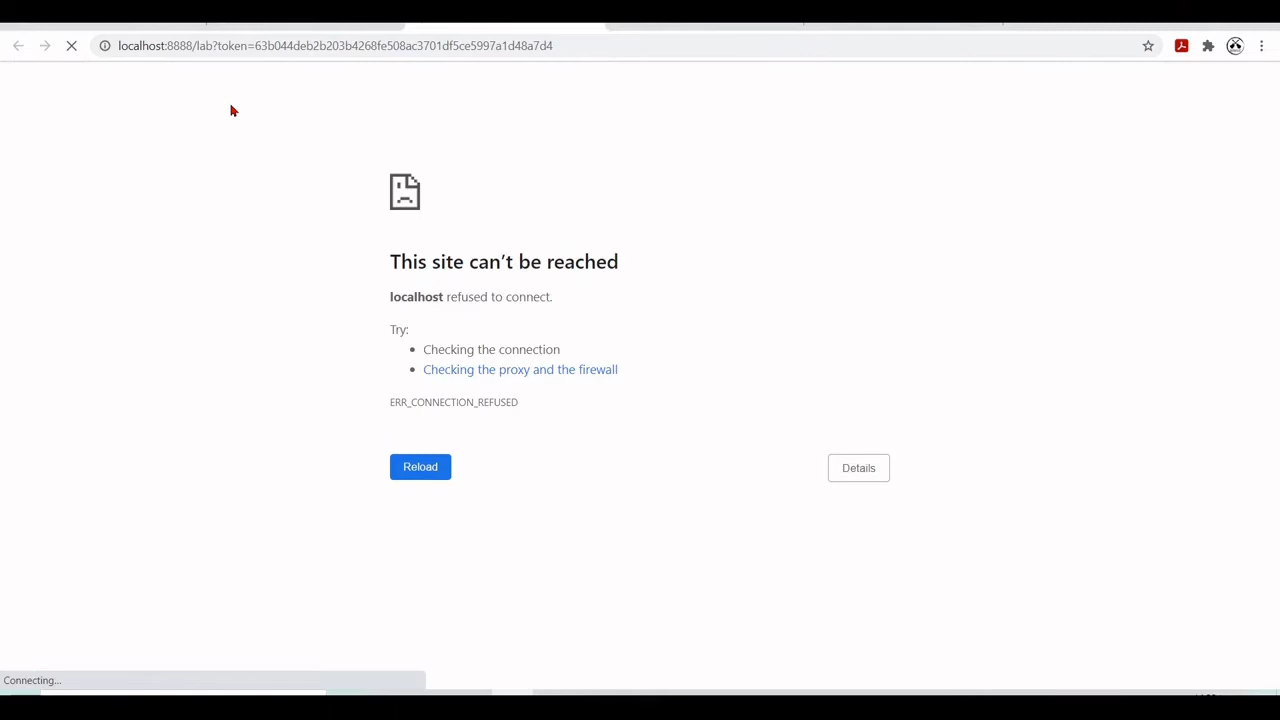 localhost:8888/lab?token=63b044deb2b203b4268fe508ac3701df5ce5997a1d48a7d4
This site can't be reached
localhost refused to connect.
Try:
Checking the connection
Checking the proxy and the firewall
ERR_CONNECTION_REFUSED
Reload
Details
Connecting...